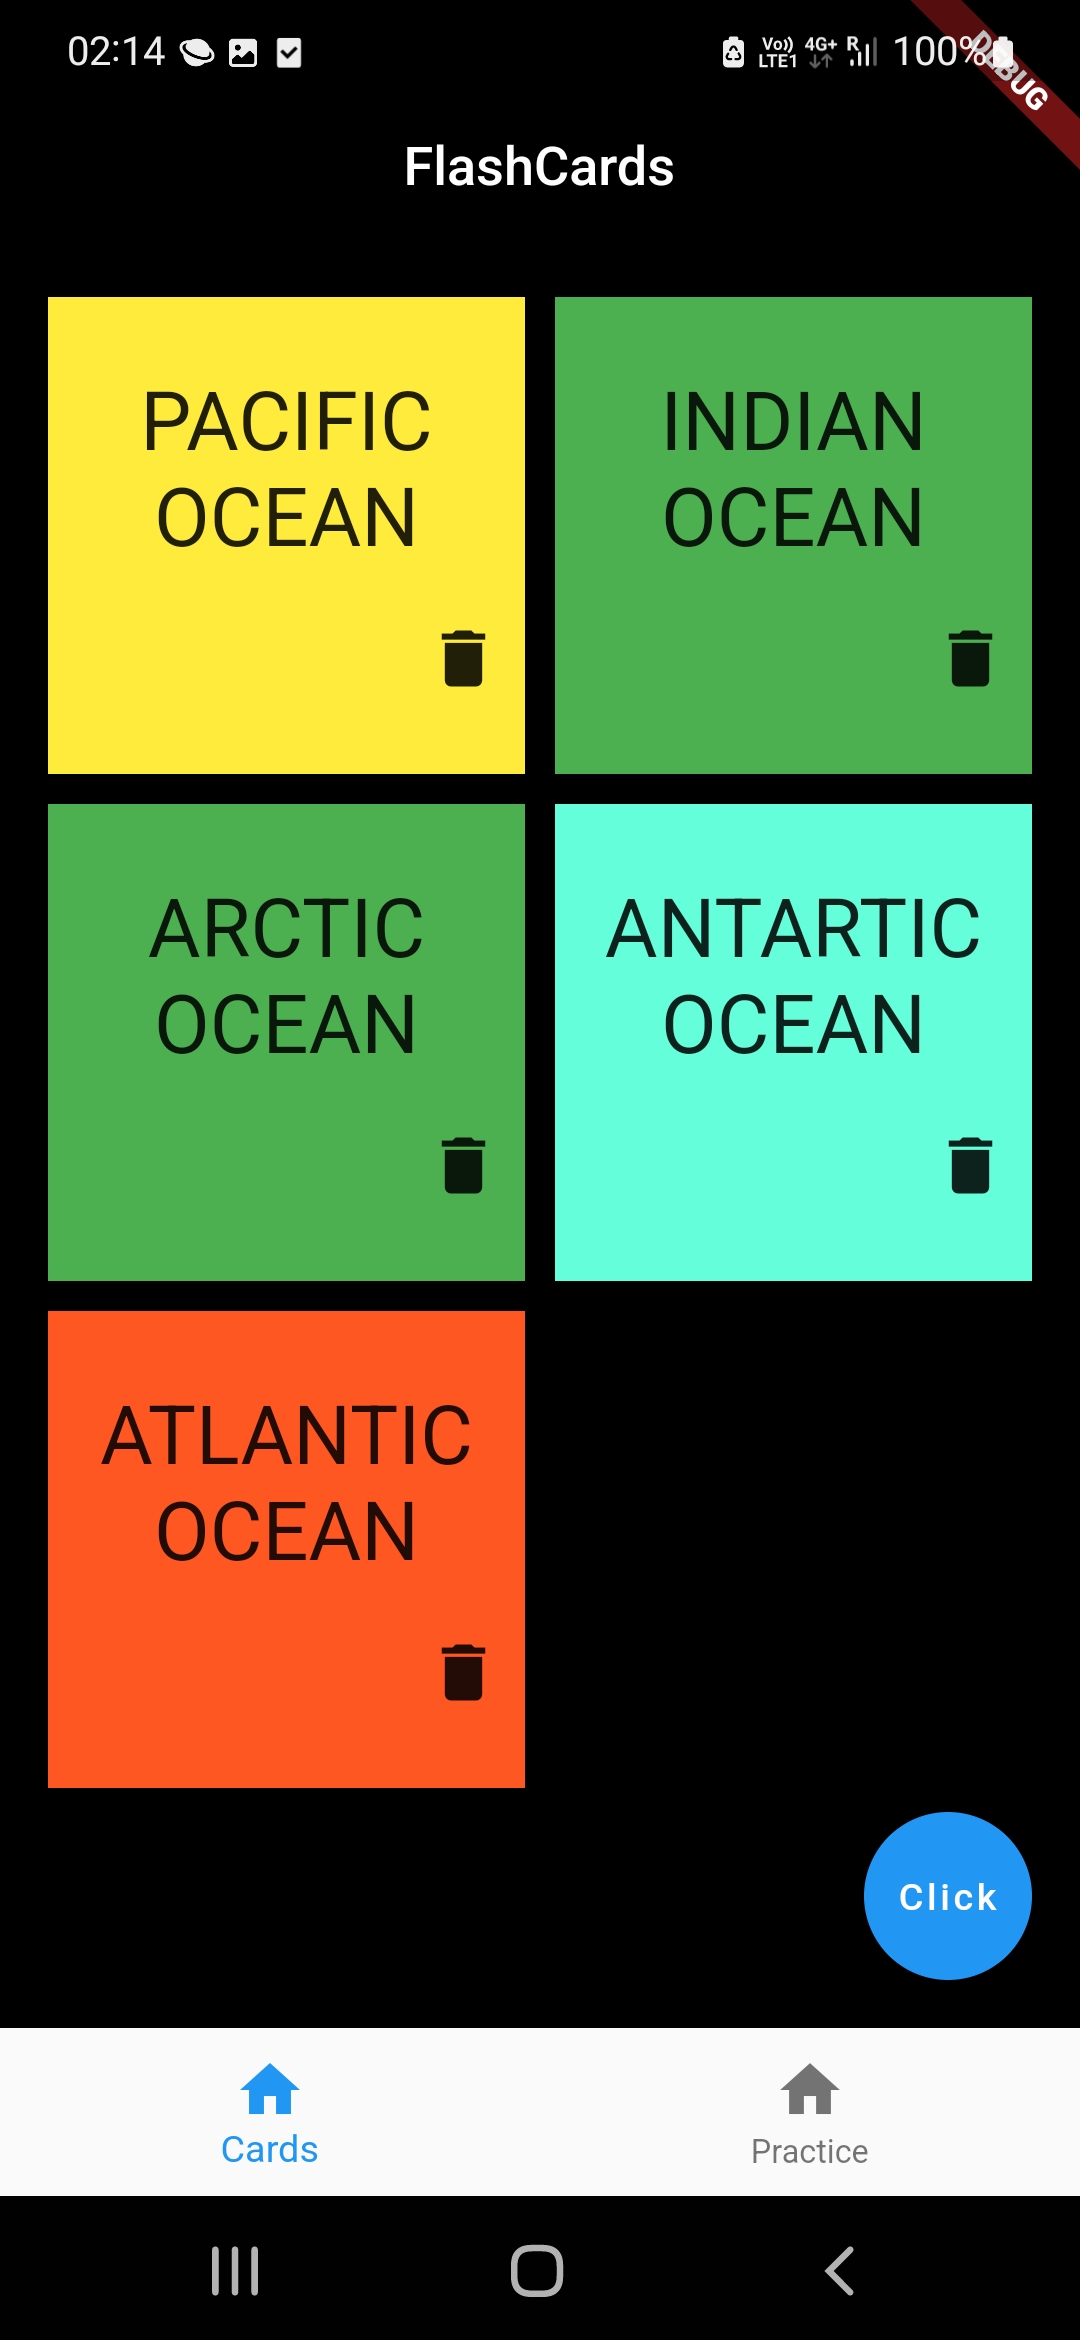 02:14 Vo)) LTE1 4G+ R 100%
DEBUG
FlashCards
PACIFIC
OCEAN
INDIAN
OCEAN
ARCTIC
OCEAN
ANTARTIC
OCEAN
ATLANTIC
OCEAN
Click
Cards
Practice